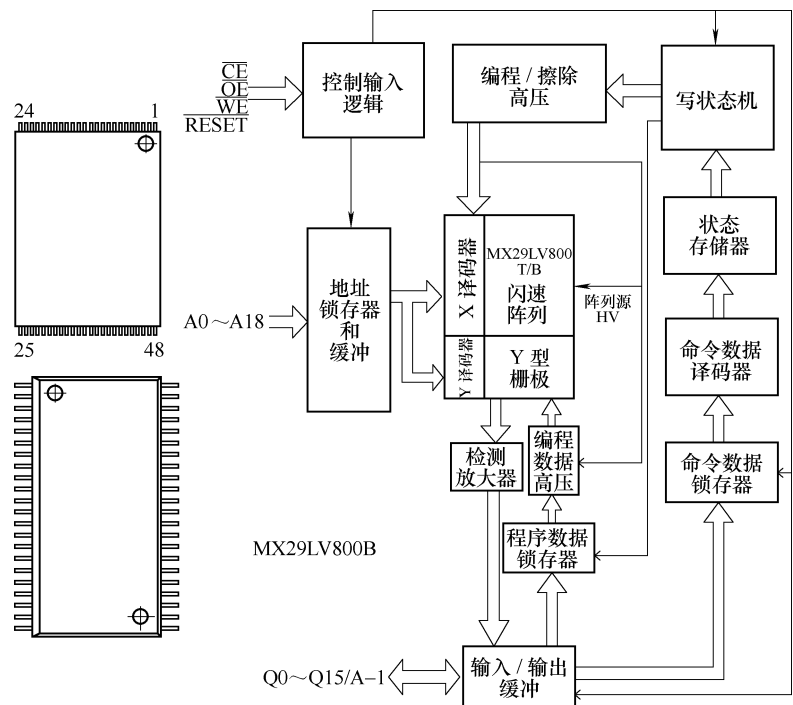 24
1
25
48
CE
OE
WE
RESET
控制输入
逻辑
编程/擦除
高压
写状态机
状态
存储器
命令数据
译码器
命令数据
锁存器
A0～A18
地址
锁存器
和
缓冲
X译码器
MX29LV800
T/B
闪速
阵列
阵列源
HV
Y译码器
Y型
栅极
检测
放大器
编程
数据
高压
程序数据
锁存器
MX29LV800B
Q0～Q15/A–1
输入/输出
缓冲